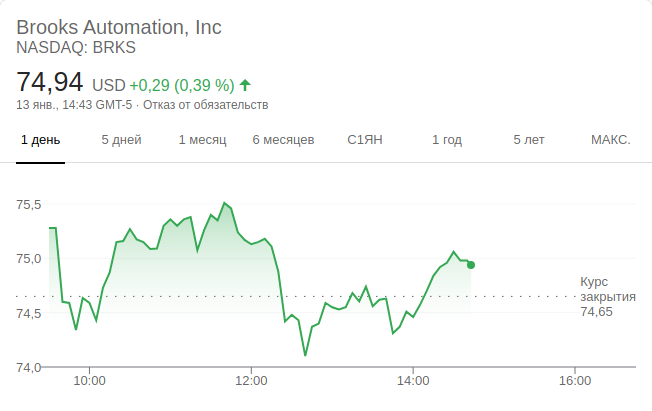 Brooks Automation, Inc
NASDAQ: BRKS
74,94 USD +0,29 (0,39 %)
13 янв., 14:43 GMT-5 · Отказ от обязательств
1 день 5 дней 1 месяц 6 месяцев С1ЯН 1 год 5 лет МАКС.
75,5
75,0
74,5
74,0
Курс
закрытия
74,65
10:00 12:00 14:00 16:00